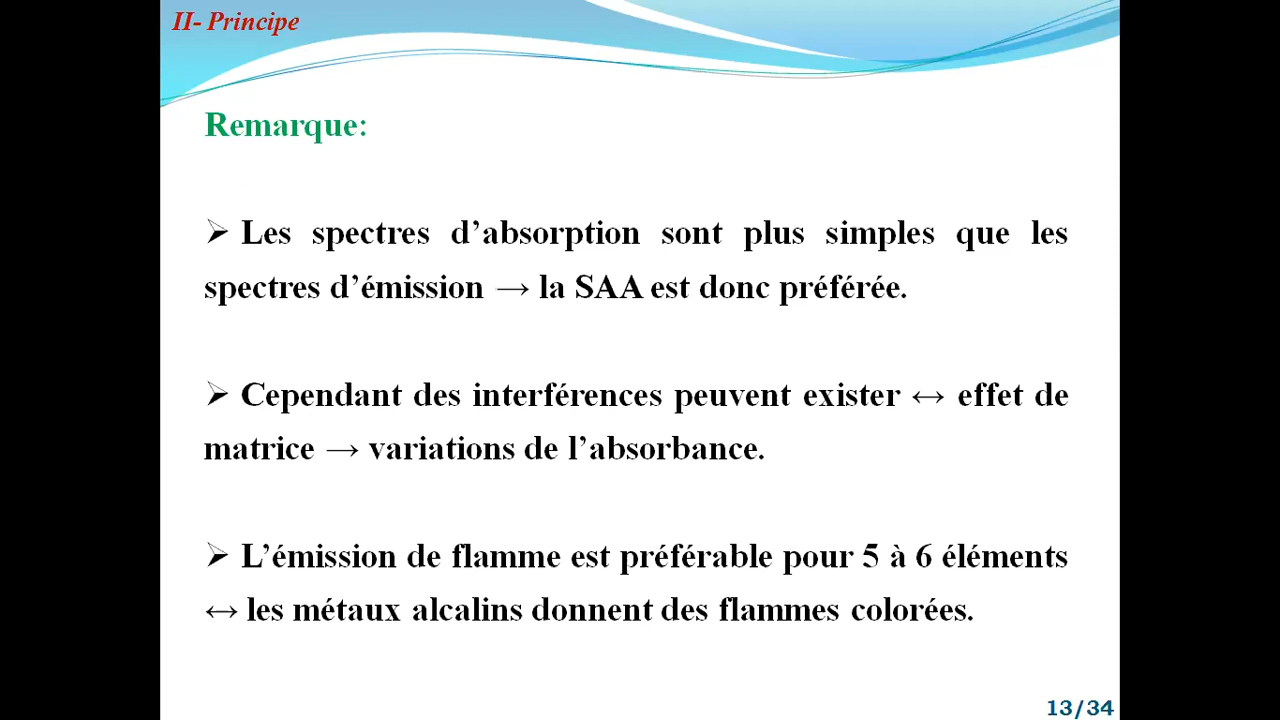 II- Principe
Remarque:
➢ Les spectres d’absorption sont plus simples que les
spectres d’émission → la SAA est donc préférée.
➢ Cependant des interférences peuvent exister ↔ effet de
matrice → variations de l’absorbance.
➢ L’émission de flamme est préférable pour 5 à 6 éléments
↔ les métaux alcalins donnent des flammes colorées.
13/34